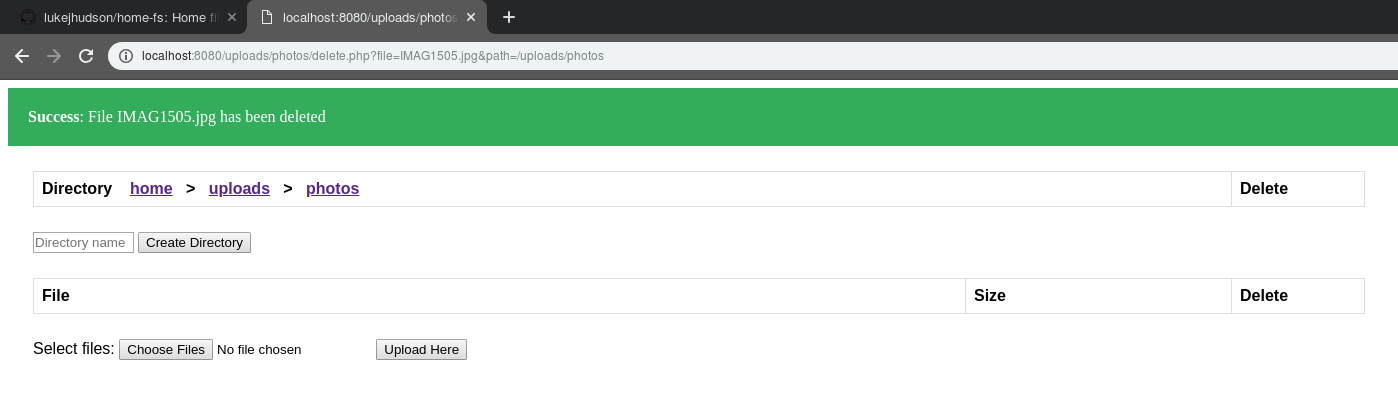 lukejhudson/home-fs: Home fil
localhost:8080/uploads/photos
localhost:8080/uploads/photos/delete.php?file=IMAG1505.jpg&path=/uploads/photos
Success: File IMAG1505.jpg has been deleted
Directory home > uploads > photos Delete
Directory name Create Directory
File Size Delete
Select files: Choose Files No file chosen Upload Here